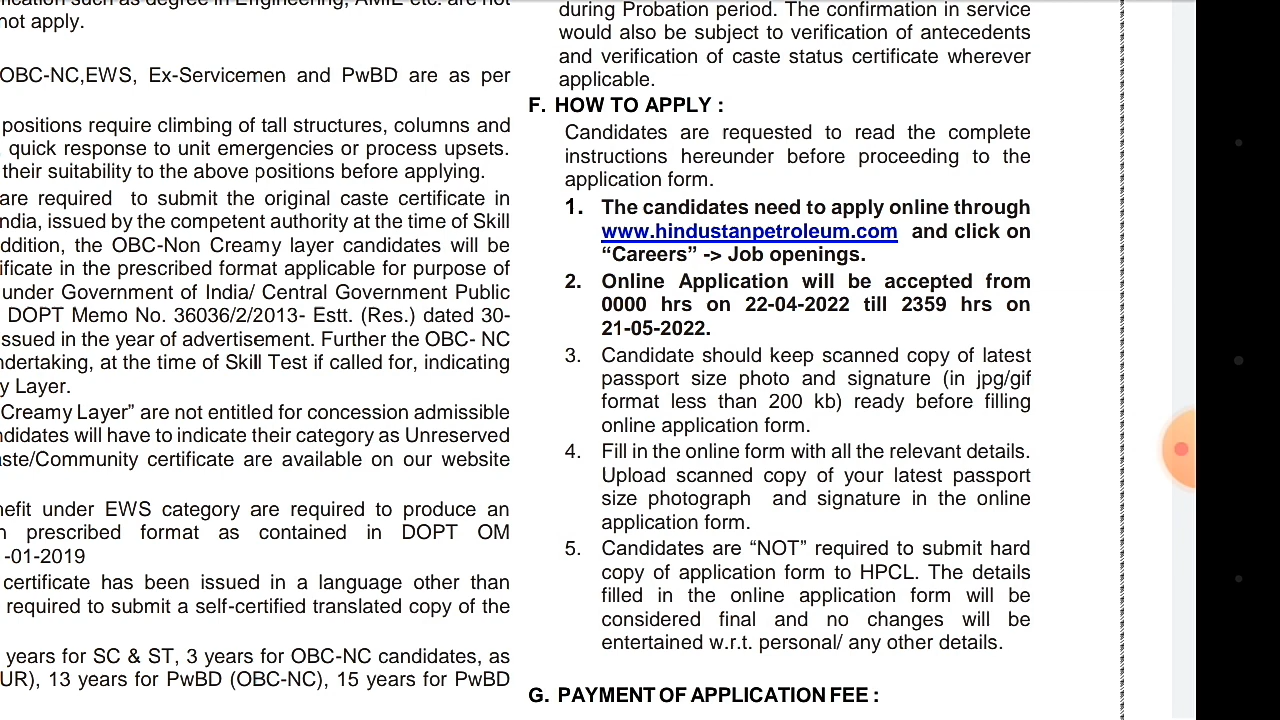 not apply.
OBC-NC,EWS, Ex-Servicemen and PwBD are as per
positions require climbing of tall structures, columns and
quick response to unit emergencies or process upsets.
their suitability to the above positions before applying.
are required to submit the original caste certificate in
ndia, issued by the competent authority at the time of Skill
ddition, the OBC-Non Creamy layer candidates will be
ificate in the prescribed format applicable for purpose of
under Government of India/ Central Government Public
DOPT Memo No. 36036/2/2013- Estt. (Res.) dated 30-
issued in the year of advertisement. Further the OBC- NC
ndertaking, at the time of Skill Test if called for, indicating
y Layer.
Creamy Layer” are not entitled for concession admissible
ndidates will have to indicate their category as Unreserved
aste/Community certificate are available on our website
nefit under EWS category are required to produce an
n prescribed format as contained in DOPT OM
-01-2019
certificate has been issued in a language other than
required to submit a self-certified translated copy of the
years for SC & ST, 3 years for OBC-NC candidates, as
UR), 13 years for PwBD (OBC-NC), 15 years for PwBD
during Probation period. The confirmation in service
would also be subject to verification of antecedents
and verification of caste status certificate wherever
applicable.
F. HOW TO APPLY :
Candidates are requested to read the complete
instructions hereunder before proceeding to the
application form.
1. The candidates need to apply online through
www.hindustanpetroleum.com and click on
“Careers” -> Job openings.
2. Online Application will be accepted from
0000 hrs on 22-04-2022 till 2359 hrs on
21-05-2022.
3. Candidate should keep scanned copy of latest
passport size photo and signature (in jpg/gif
format less than 200 kb) ready before filling
online application form.
4. Fill in the online form with all the relevant details.
Upload scanned copy of your latest passport
size photograph and signature in the online
application form.
5. Candidates are “NOT” required to submit hard
copy of application form to HPCL. The details
filled in the online application form will be
considered final and no changes will be
entertained w.r.t. personal/ any other details.
G. PAYMENT OF APPLICATION FEE :